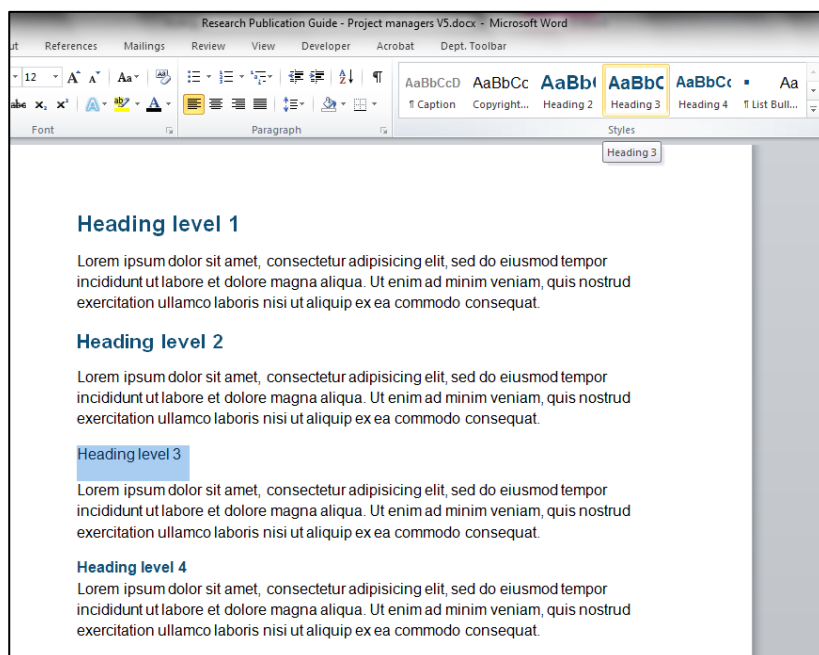 Research Publication Guide - Project managers V5.docx - Microsoft Word
References Mailings Review View Developer Acrobat Dept. Toolbar
12 Aa
AaBbCcD AaBbCc AaBb AaBbC AaBbCc Aa
abc x₂ x² A ab A
¶ Caption Copyright... Heading 2 Heading 3 Heading 4 ¶ List Bull...
Font Paragraph Styles
Heading 3
Heading level 1
Lorem ipsum dolor sit amet, consectetur adipisicing elit, sed do eiusmod tempor
incididunt ut labore et dolore magna aliqua. Ut enim ad minim veniam, quis nostrud
exercitation ullamco laboris nisi ut aliquip ex ea commodo consequat.
Heading level 2
Lorem ipsum dolor sit amet, consectetur adipisicing elit, sed do eiusmod tempor
incididunt ut labore et dolore magna aliqua. Ut enim ad minim veniam, quis nostrud
exercitation ullamco laboris nisi ut aliquip ex ea commodo consequat.
Heading level 3
Lorem ipsum dolor sit amet, consectetur adipisicing elit, sed do eiusmod tempor
incididunt ut labore et dolore magna aliqua. Ut enim ad minim veniam, quis nostrud
exercitation ullamco laboris nisi ut aliquip ex ea commodo consequat.
Heading level 4
Lorem ipsum dolor sit amet, consectetur adipisicing elit, sed do eiusmod tempor
incididunt ut labore et dolore magna aliqua. Ut enim ad minim veniam, quis nostrud
exercitation ullamco laboris nisi ut aliquip ex ea commodo consequat.